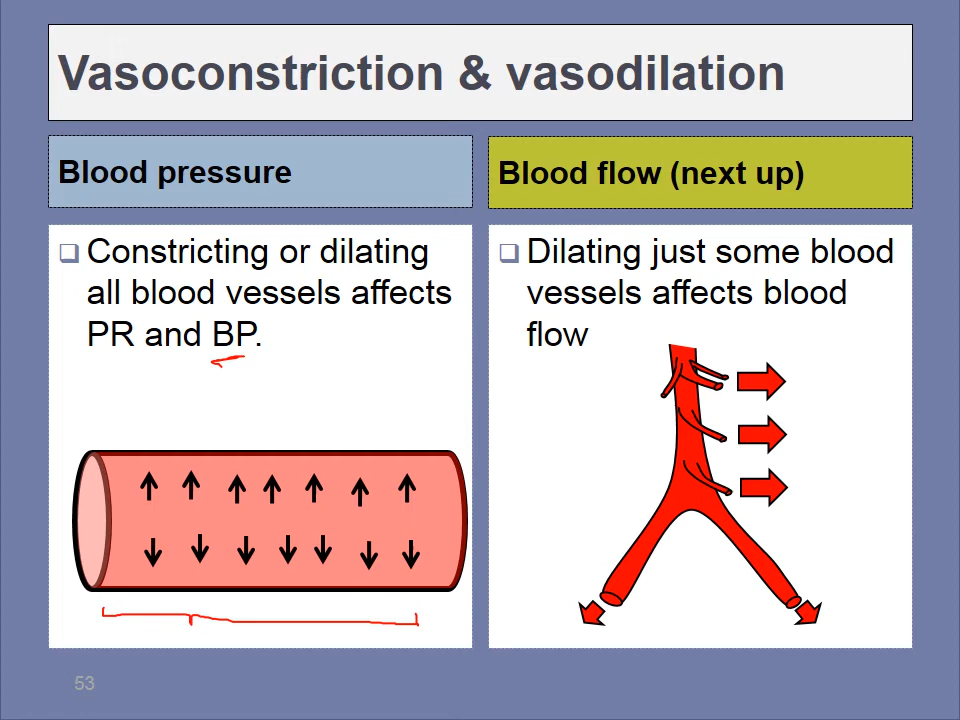 Vasoconstriction & vasodilation
Blood pressure
Constricting or dilating
all blood vessels affects
PR and BP.
Blood flow (next up)
Dilating just some blood
vessels affects blood
flow
53